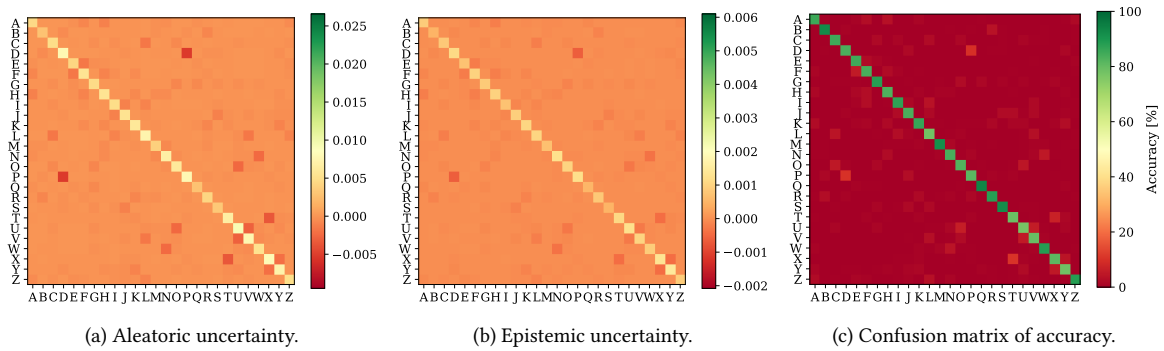 A
B
C
D
E
F
G
H
I
J
K
L
M
N
O
P
Q
R
S
T
U
V
W
X
Y
Z
A B C D E F G H I J K L M N O P Q R S T U V W X Y Z
0.025
0.020
0.015
0.010
0.005
0.000
−0.005
(a) Aleatoric uncertainty.
A
B
C
D
E
F
G
H
I
J
K
L
M
N
O
P
Q
R
S
T
U
V
W
X
Y
Z
A B C D E F G H I J K L M N O P Q R S T U V W X Y Z
0.006
0.005
0.004
0.003
0.002
0.001
0.000
−0.001
−0.002
(b) Epistemic uncertainty.
A
B
C
D
E
F
G
H
I
J
K
L
M
N
O
P
Q
R
S
T
U
V
W
X
Y
Z
A B C D E F G H I J K L M N O P Q R S T U V W X Y Z
100
80
60
40
20
0
Accuracy [%]
(c) Confusion matrix of accuracy.